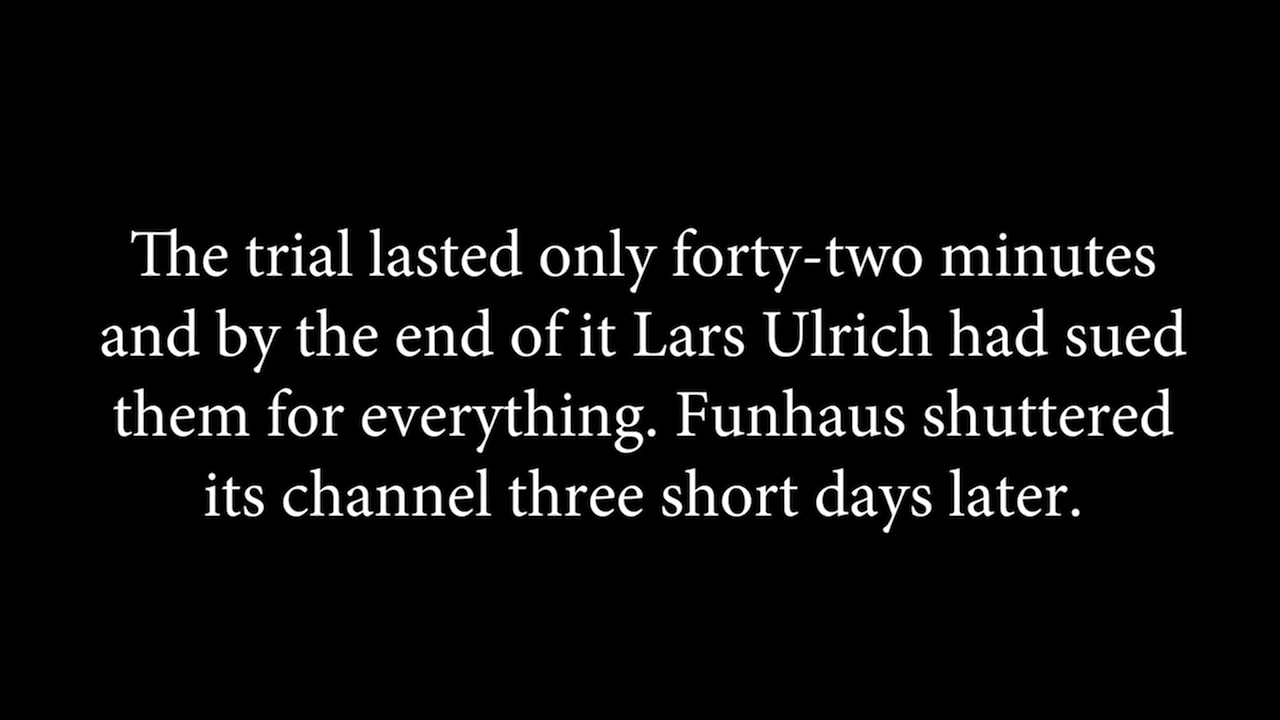 The trial lasted only forty-two minutes
and by the end of it Lars Ulrich had sued
them for everything. Funhaus shuttered
its channel three short days later.